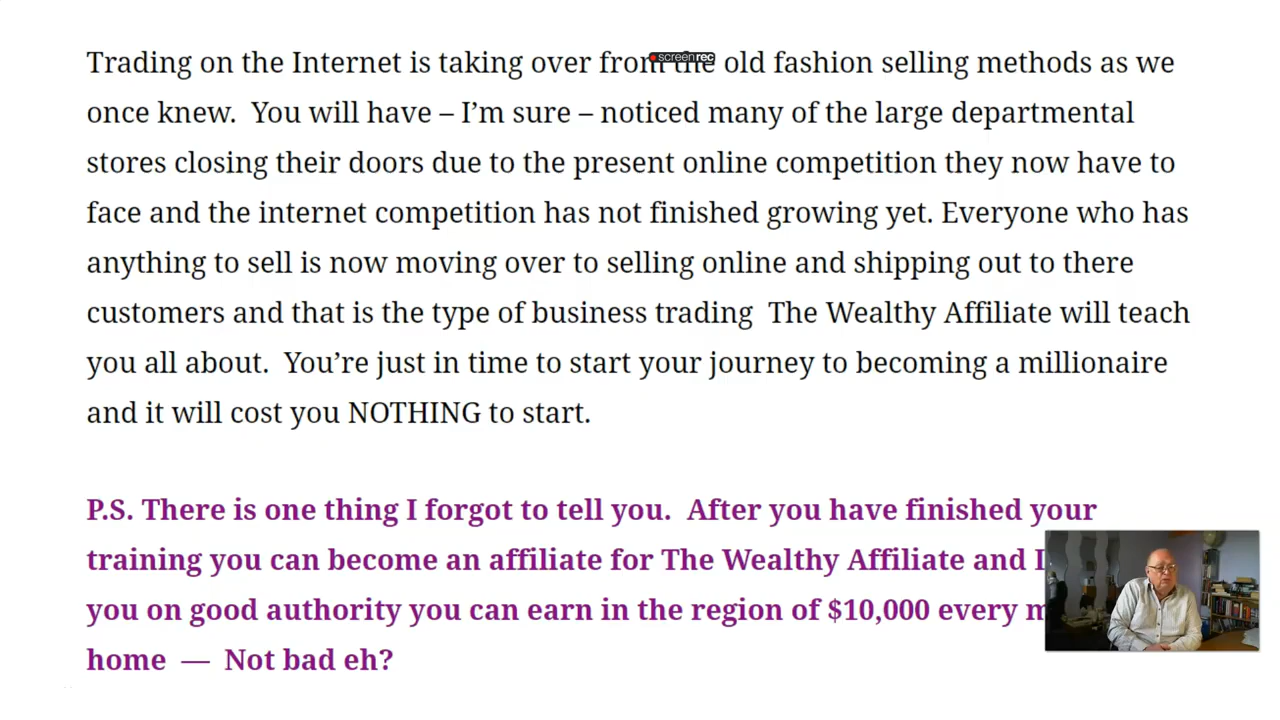 Trading on the Internet is taking over from the old fashion selling methods as we
once knew.  You will have – I’m sure – noticed many of the large departmental
stores closing their doors due to the present online competition they now have to
face and the internet competition has not finished growing yet. Everyone who has
anything to sell is now moving over to selling online and shipping out to there
customers and that is the type of business trading  The Wealthy Affiliate will teach
you all about.  You’re just in time to start your journey to becoming a millionaire
and it will cost you NOTHING to start.
P.S. There is one thing I forgot to tell you.  After you have finished your
training you can become an affiliate for The Wealthy Affiliate and I
you on good authority you can earn in the region of $10,000 every
home  —  Not bad eh?
screenrec